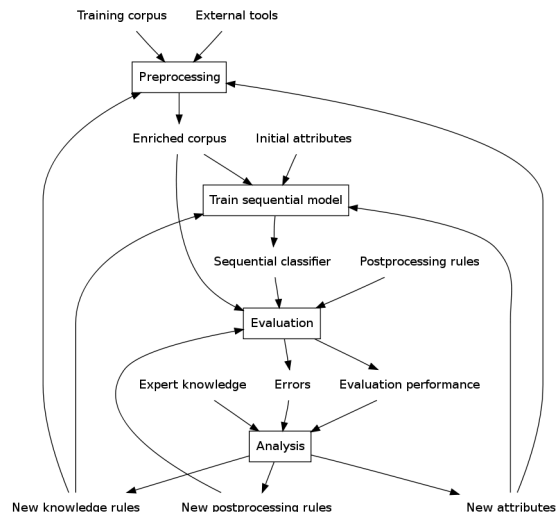 Training corpus
External tools
Preprocessing
Enriched corpus
Initial attributes
Train sequential model
Sequential classifier
Postprocessing rules
Evaluation
Expert knowledge
Errors
Evaluation performance
Analysis
New knowledge rules
New postprocessing rules
New attributes